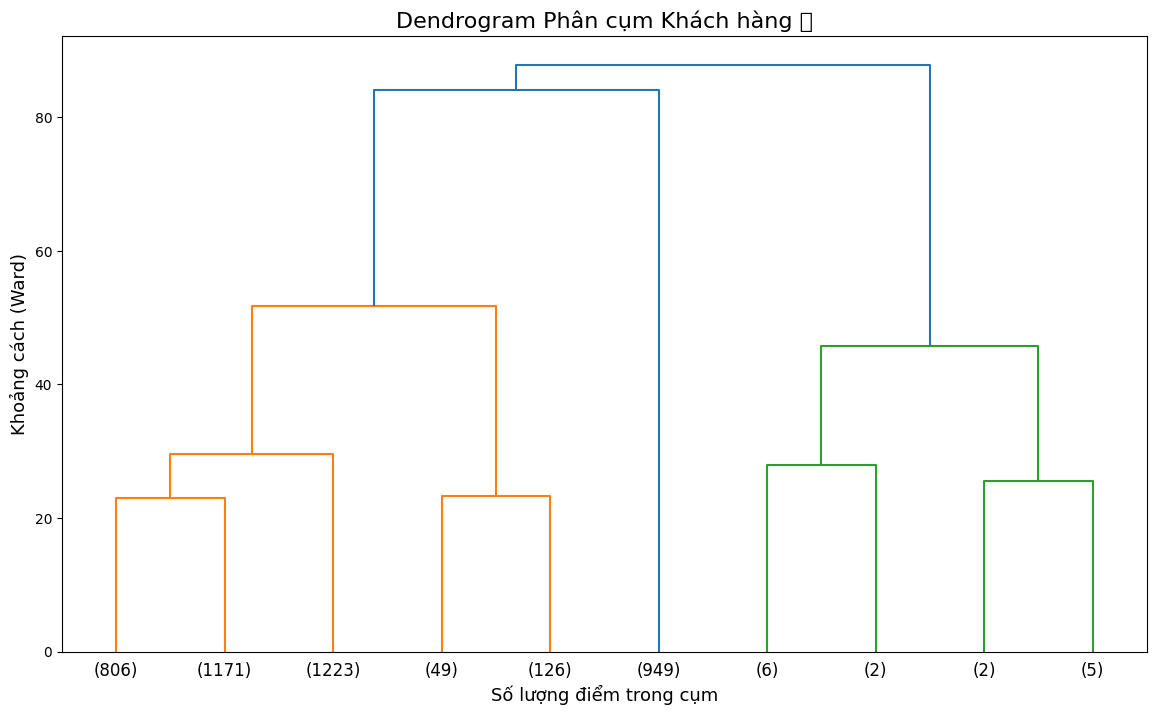 Dendrogram Phân cụm Khách hàng
Khoảng cách (Ward)
80
60
40
20
0
(806) (1171) (1223) (49) (126) (949) (6) (2) (2) (5)
Số lượng điểm trong cụm